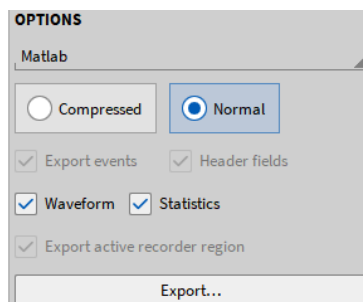 OPTIONS
Matlab
Compressed Normal
Export events Header fields
Waveform Statistics
Export active recorder region
Export...